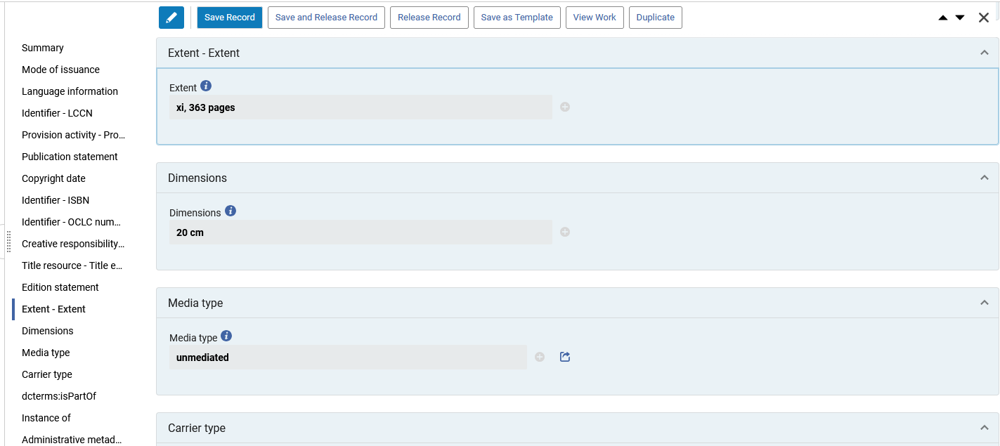 Save Record
Save and Release Record
Release Record
Save as Template
View Work
Duplicate
Summary
Mode of issuance
Language information
Identifier - LCCN
Provision activity - Pro...
Publication statement
Copyright date
Identifier - ISBN
Identifier - OCLC num...
Creative responsibility...
Title resource - Title e...
Edition statement
Extent - Extent
Dimensions
Media type
Carrier type
dcterms:isPartOf
Instance of
Administrative metad...
Extent - Extent
Extent
xi, 363 pages
Dimensions
Dimensions
20 cm
Media type
Media type
unmediated
Carrier type